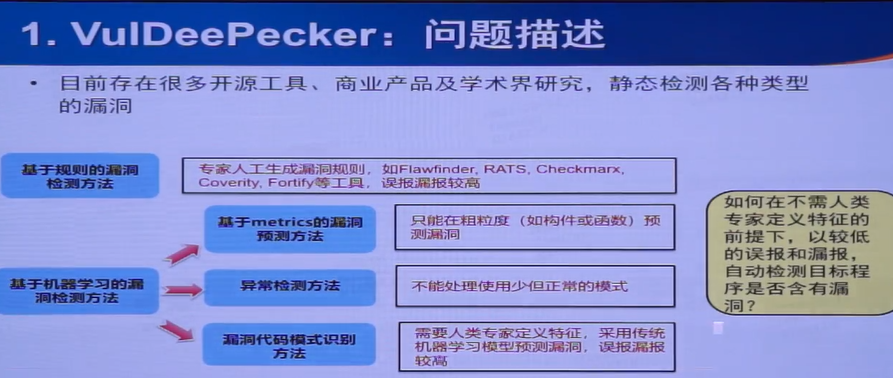 1. VulDeePecker：问题描述
• 目前存在很多开源工具、商业产品及学术界研究，静态检测各种类型
的漏洞
基于规则的漏洞
检测方法
专家人工生成漏洞规则，如Flawfinder, RATS, Checkmarx,
Coverity, Fortify等工具，误报漏报较高
基于机器学习的漏
洞检测方法
基于metrics的漏洞
预测方法
只能在粗粒度（如构件或函数）预
测漏洞
异常检测方法
不能处理使用少但正常的模式
漏洞代码模式识别
方法
需要人类专家定义特征，采用传统
机器学习模型预测漏洞，误报漏报
较高
如何在不需人类
专家定义特征的
前提下，以较低
的误报和漏报，
自动检测目标程
序是否含有漏
洞？